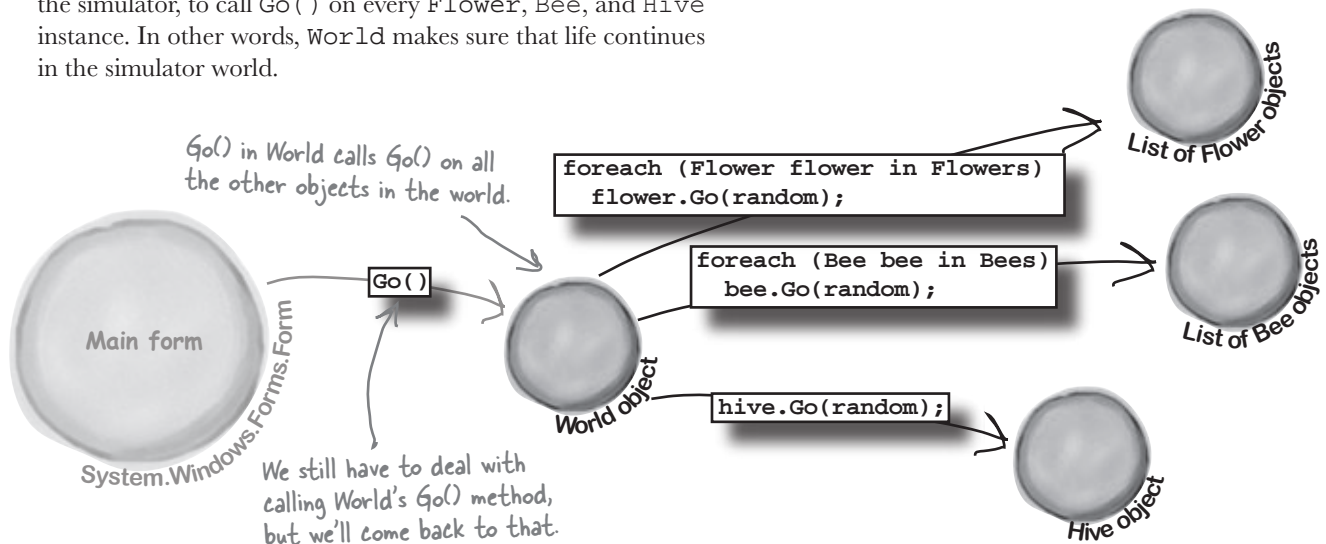 the simulator, to call Go() on every Flower, Bee, and Hive
instance. In other words, World makes sure that life continues
in the simulator world.
Go() in World calls Go() on all
the other objects in the world.
foreach (Flower flower in Flowers)
flower.Go(random);
List of Flower objects
foreach (Bee bee in Bees)
bee.Go(random);
List of Bee objects
Go()
Main form
System.Windows.Forms.Form
World object
hive.Go(random);
Hive object
We still have to deal with
calling World's Go() method,
but we'll come back to that.